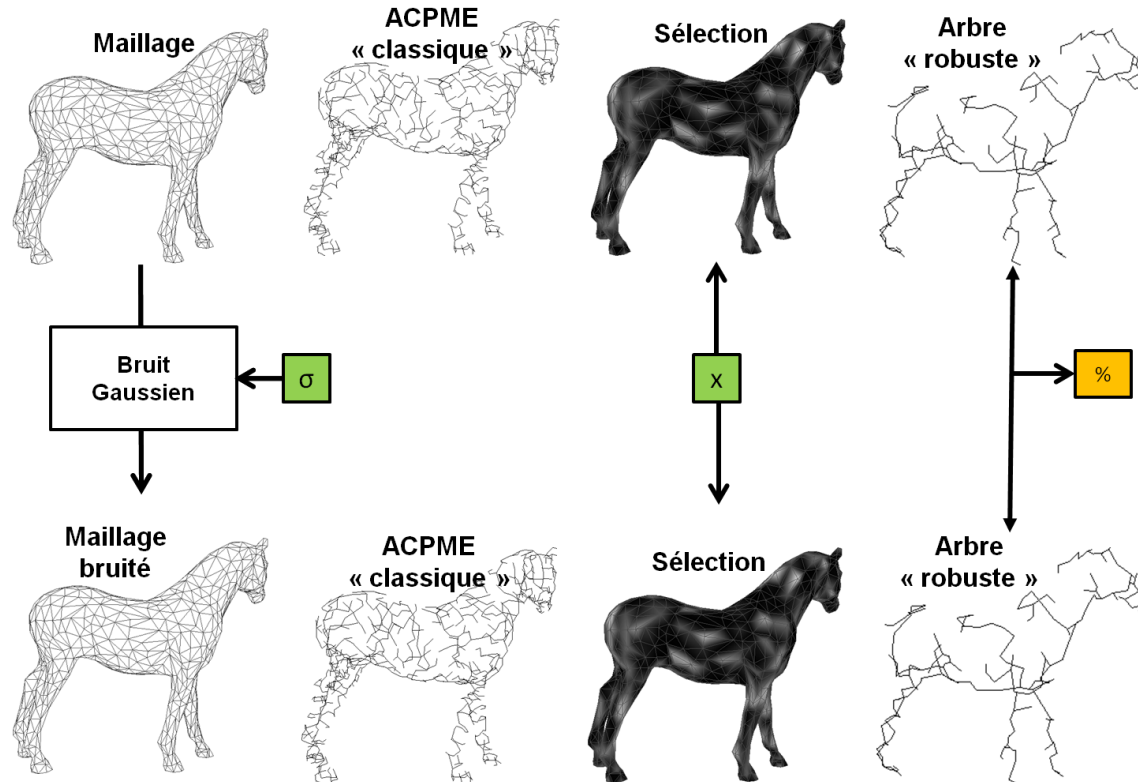 Maillage
ACPME
« classique »
Sélection
Arbre
« robuste »
Bruit
Gaussien
σ
x
%
Maillage
bruité
ACPME
« classique »
Sélection
Arbre
« robuste »